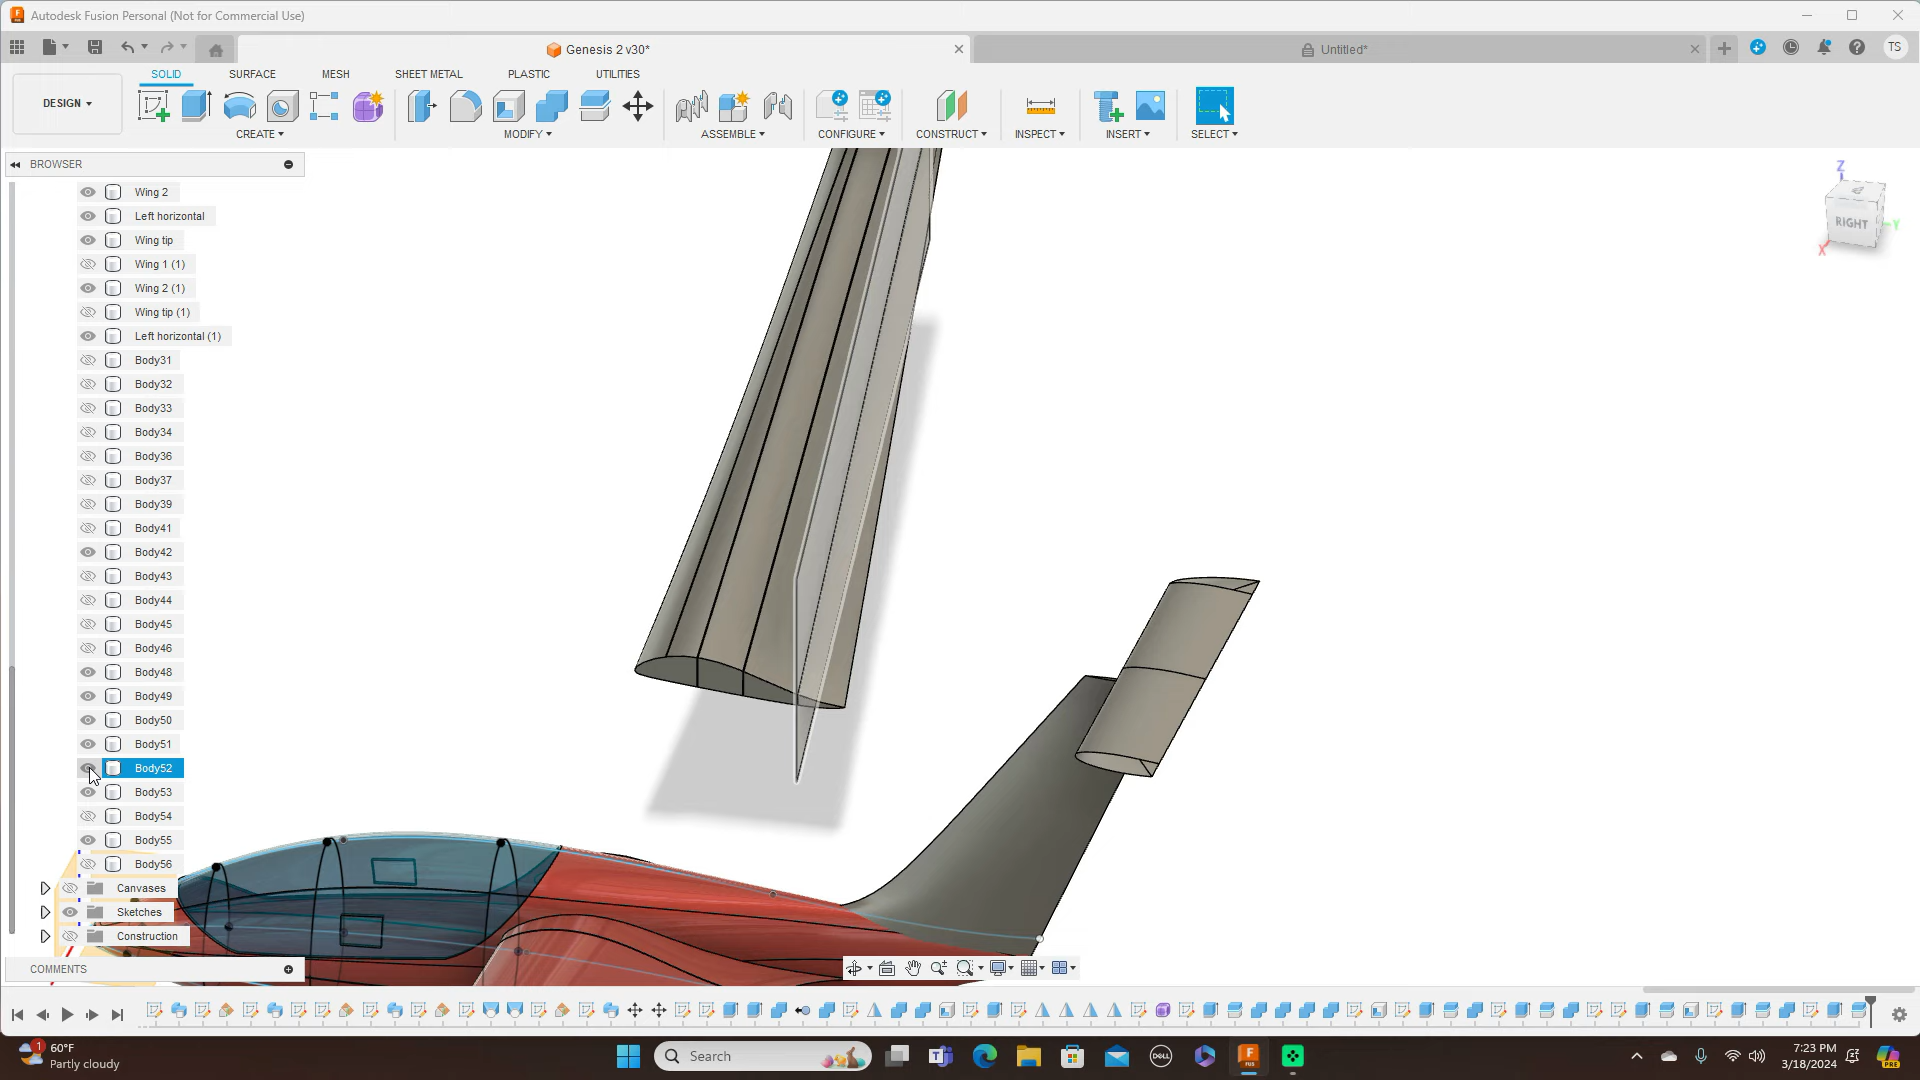 Autodesk Fusion Personal (Not for Commercial Use)
Genesis 2 v30*
Untitled*
TS
DESIGN
SOLID
SURFACE
MESH
SHEET METAL
PLASTIC
UTILITIES
CREATE
MODIFY
ASSEMBLE
CONFIGURE
CONSTRUCT
INSPECT
INSERT
SELECT
BROWSER
Wing 2
Left horizontal
Wing tip
Wing 1 (1)
Wing 2 (1)
Wing tip (1)
Left horizontal (1)
Body31
Body32
Body33
Body34
Body36
Body37
Body39
Body41
Body42
Body43
Body44
Body45
Body46
Body48
Body49
Body50
Body51
Body52
Body53
Body54
Body55
Body56
Canvases
Sketches
Construction
COMMENTS
Z
RIGHT
Y
X
1
60°F
Partly cloudy
Search
DELL
FUS
7:23 PM
3/18/2024
PRE